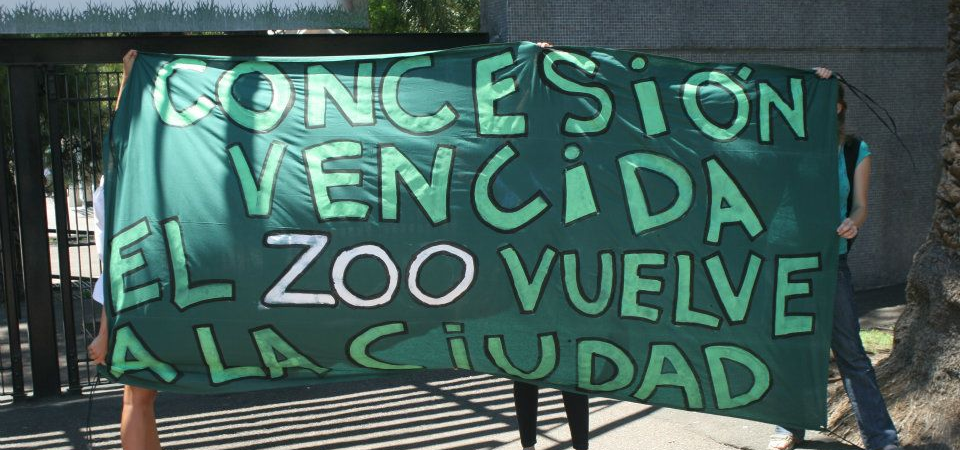 CONCESiÓN
VENCiDA
EL ZOO VUELVE
A LA CiUDAD